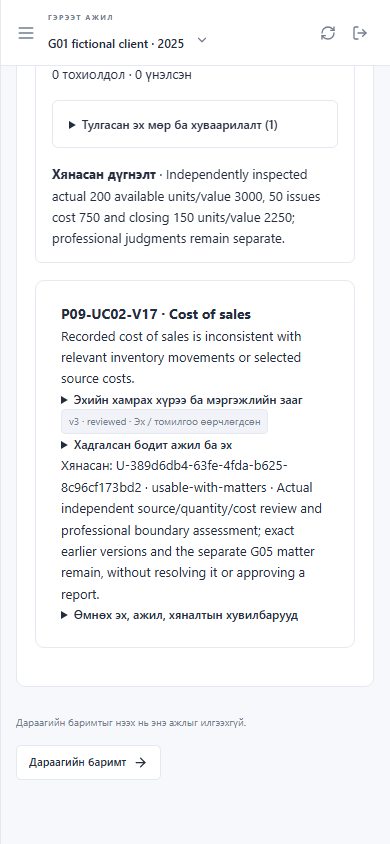 ГЭРЭЭТ АЖИЛ
G01 fictional client · 2025
0 тохиолдол · 0 үнэлсэн
Тулгасан эх мөр ба хуваарилалт (1)
Хянасан дүгнэлт · Independently inspected
actual 200 available units/value 3000, 50 issues
cost 750 and closing 150 units/value 2250;
professional judgments remain separate.
P09-UC02-V17 · Cost of sales
Recorded cost of sales is inconsistent with
relevant inventory movements or selected
source costs.
Эхийн хамрах хүрээ ба мэргэжлийн зааг
v3 · reviewed · Эх / томилгоо өөрчлөгдсөн
Хадгалсан бодит ажил ба эх
Хянасан: U-389d6db4-63fe-4fda-b625-
8c96cf173bd2 · usable-with-matters · Actual
independent source/quantity/cost review and
professional boundary assessment; exact
earlier versions and the separate G05 matter
remain, without resolving it or approving a
report.
Өмнөх эх, ажил, хяналтын хувилбарууд
Дараагийн баримтыг нээх нь энэ ажлыг илгээхгүй.
Дараагийн баримт